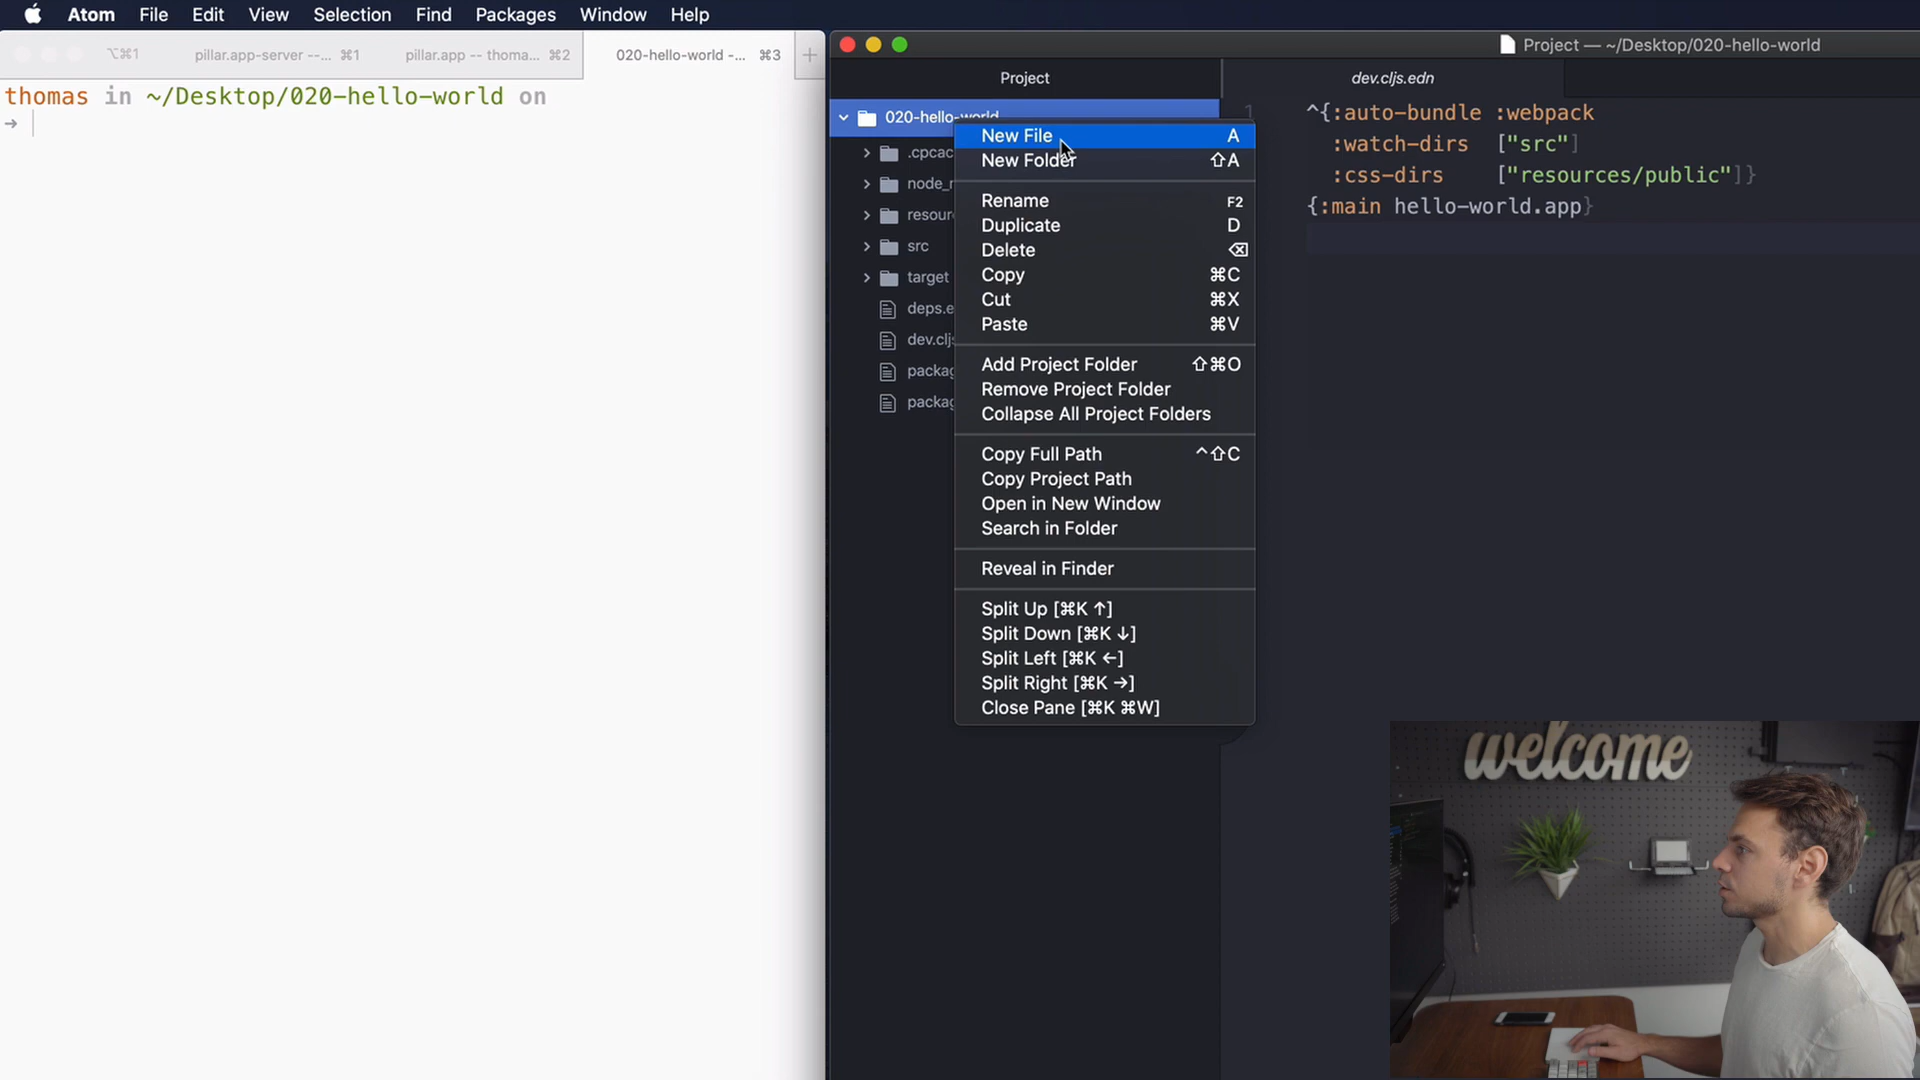 Atom File Edit View Selection Find Packages Window Help
⌥⌘1 pillar.app-server --... ⌘1 pillar.app -- thoma... ⌘2 020-hello-world -... ⌘3 +
thomas in ~/Desktop/020-hello-world on
→
Project — ~/Desktop/020-hello-world
Project
dev.cljs.edn
020-hello-world
.cpcac
node_r
resour
src
target
deps.e
dev.cljs
packag
packag
New File A
New Folder ⇧A
Rename F2
Duplicate D
Delete ⌫
Copy ⌘C
Cut ⌘X
Paste ⌘V
Add Project Folder ⇧⌘O
Remove Project Folder
Collapse All Project Folders
Copy Full Path ^⇧C
Copy Project Path
Open in New Window
Search in Folder
Reveal in Finder
Split Up [⌘K ↑]
Split Down [⌘K ↓]
Split Left [⌘K ←]
Split Right [⌘K →]
Close Pane [⌘K ⌘W]
1
^{:auto-bundle :webpack
:watch-dirs ["src"]
:css-dirs ["resources/public"]}
{:main hello-world.app}
welcome